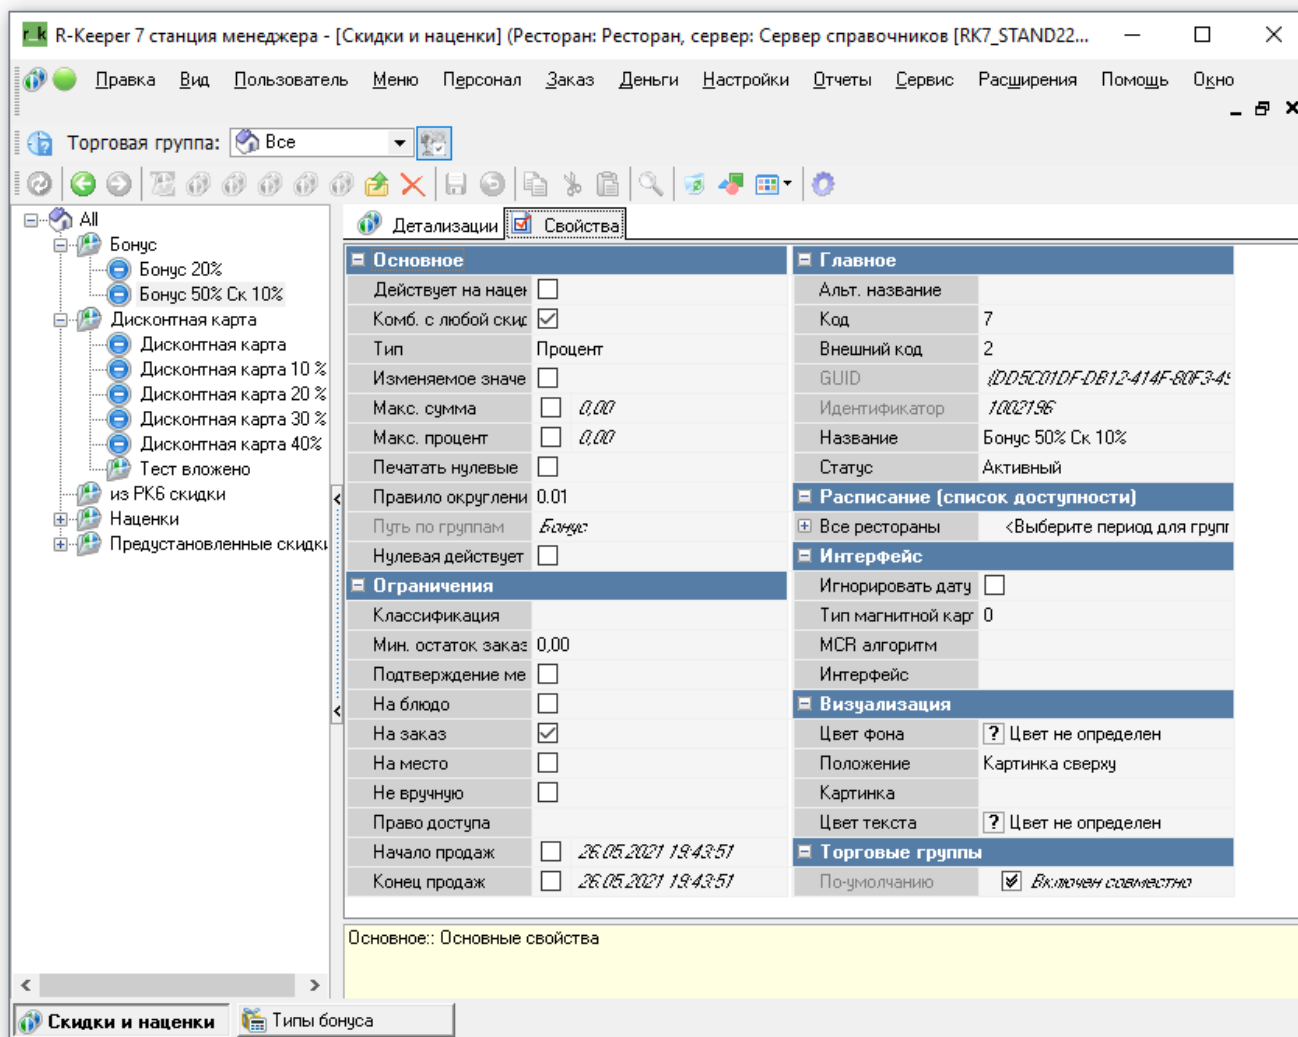 r_k R-Keeper 7 станция менеджера - [Скидки и наценки] (Ресторан: Ресторан, сервер: Сервер справочников [RK7_STAND22...
Правка Вид Пользователь Меню Персонал Заказ Деньги Настройки Отчеты Сервис Расширения Помощь Окно
Торговая группа: Все
All
Бонус
Бонус 20%
Бонус 50% Ск 10%
Дисконтная карта
Дисконтная карта
Дисконтная карта 10 %
Дисконтная карта 20 %
Дисконтная карта 30 %
Дисконтная карта 40%
Тест вложено
из РК6 скидки
Наценки
Предустановленные скидки
Детализации Свойства
Основное
Действует на нацен
Комб. с любой скид
Тип Процент
Изменяемое значе
Макс. сумма 0,00
Макс. процент 0,00
Печатать нулевые
Правило округлени 0.01
Путь по группам Бонус
Нулевая действует
Ограничения
Классификация
Мин. остаток заказ 0,00
Подтверждение ме
На блюдо
На заказ
На место
Не вручную
Право доступа
Начало продаж 26.05.2021 19:43:51
Конец продаж 26.05.2021 19:43:51
Главное
Альт. название
Код 7
Внешний код 2
GUID {DD5C01DF-DB12-414F-80F3-49
Идентификатор 1002196
Название Бонус 50% Ск 10%
Статус Активный
Расписание (список доступности)
Все рестораны <Выберите период для групп
Интерфейс
Игнорировать дату
Тип магнитной кар 0
MCR алгоритм
Интерфейс
Визуализация
Цвет фона ? Цвет не определен
Положение Картинка сверху
Картинка
Цвет текста ? Цвет не определен
Торговые группы
По-умолчанию Включен совместно
Основное:: Основные свойства
Скидки и наценки Типы бонуса